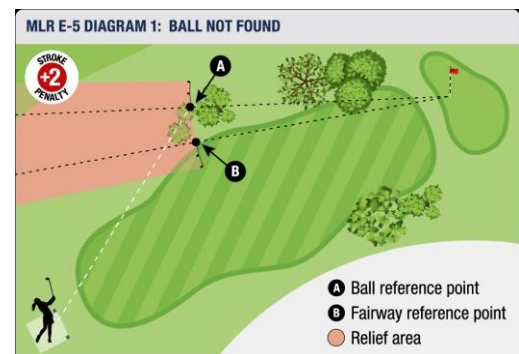 MLR E-5 DIAGRAM 1: BALL NOT FOUND
STROKE
+2
PENALTY
A
B
A Ball reference point
B Fairway reference point
Relief area